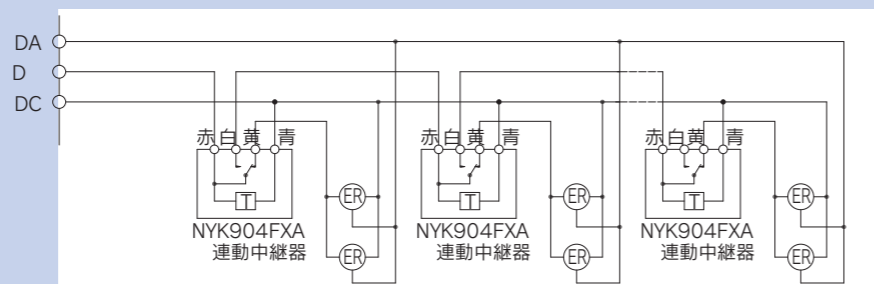 DA
D
DC
赤 白 黄 青
赤 白 黄 青
赤 白 黄 青
T
T
T
ER
ER
ER
NYK904FXA
連動中継器
NYK904FXA
連動中継器
NYK904FXA
連動中継器
ER
ER
ER